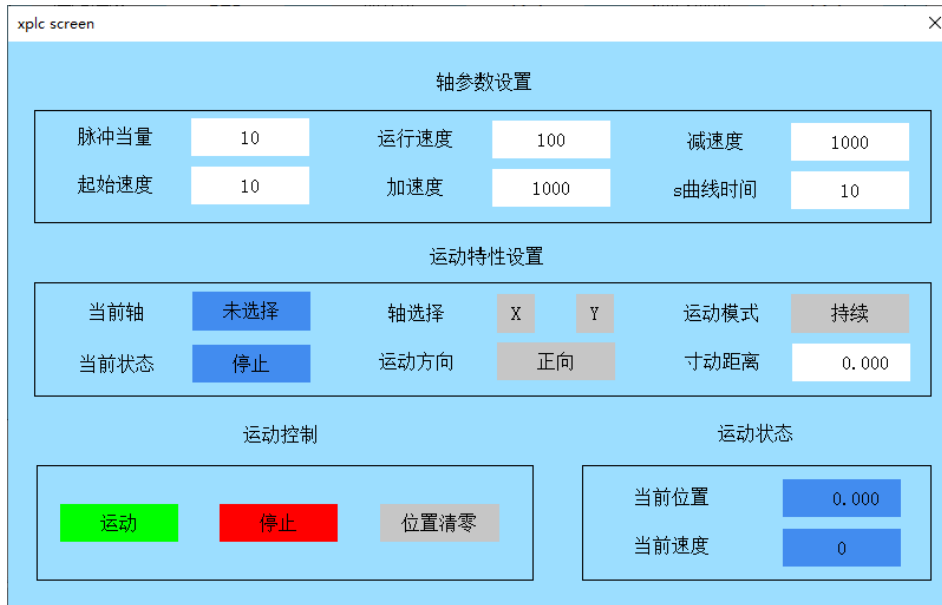 xplc screen
轴参数设置
脉冲当量 10 运行速度 100 减速度 1000
起始速度 10 加速度 1000 s曲线时间 10
运动特性设置
当前轴 未选择 轴选择 X Y 运动模式 持续
当前状态 停止 运动方向 正向 寸动距离 0.000
运动控制 运动状态
运动 停止 位置清零
当前位置 0.000
当前速度 0